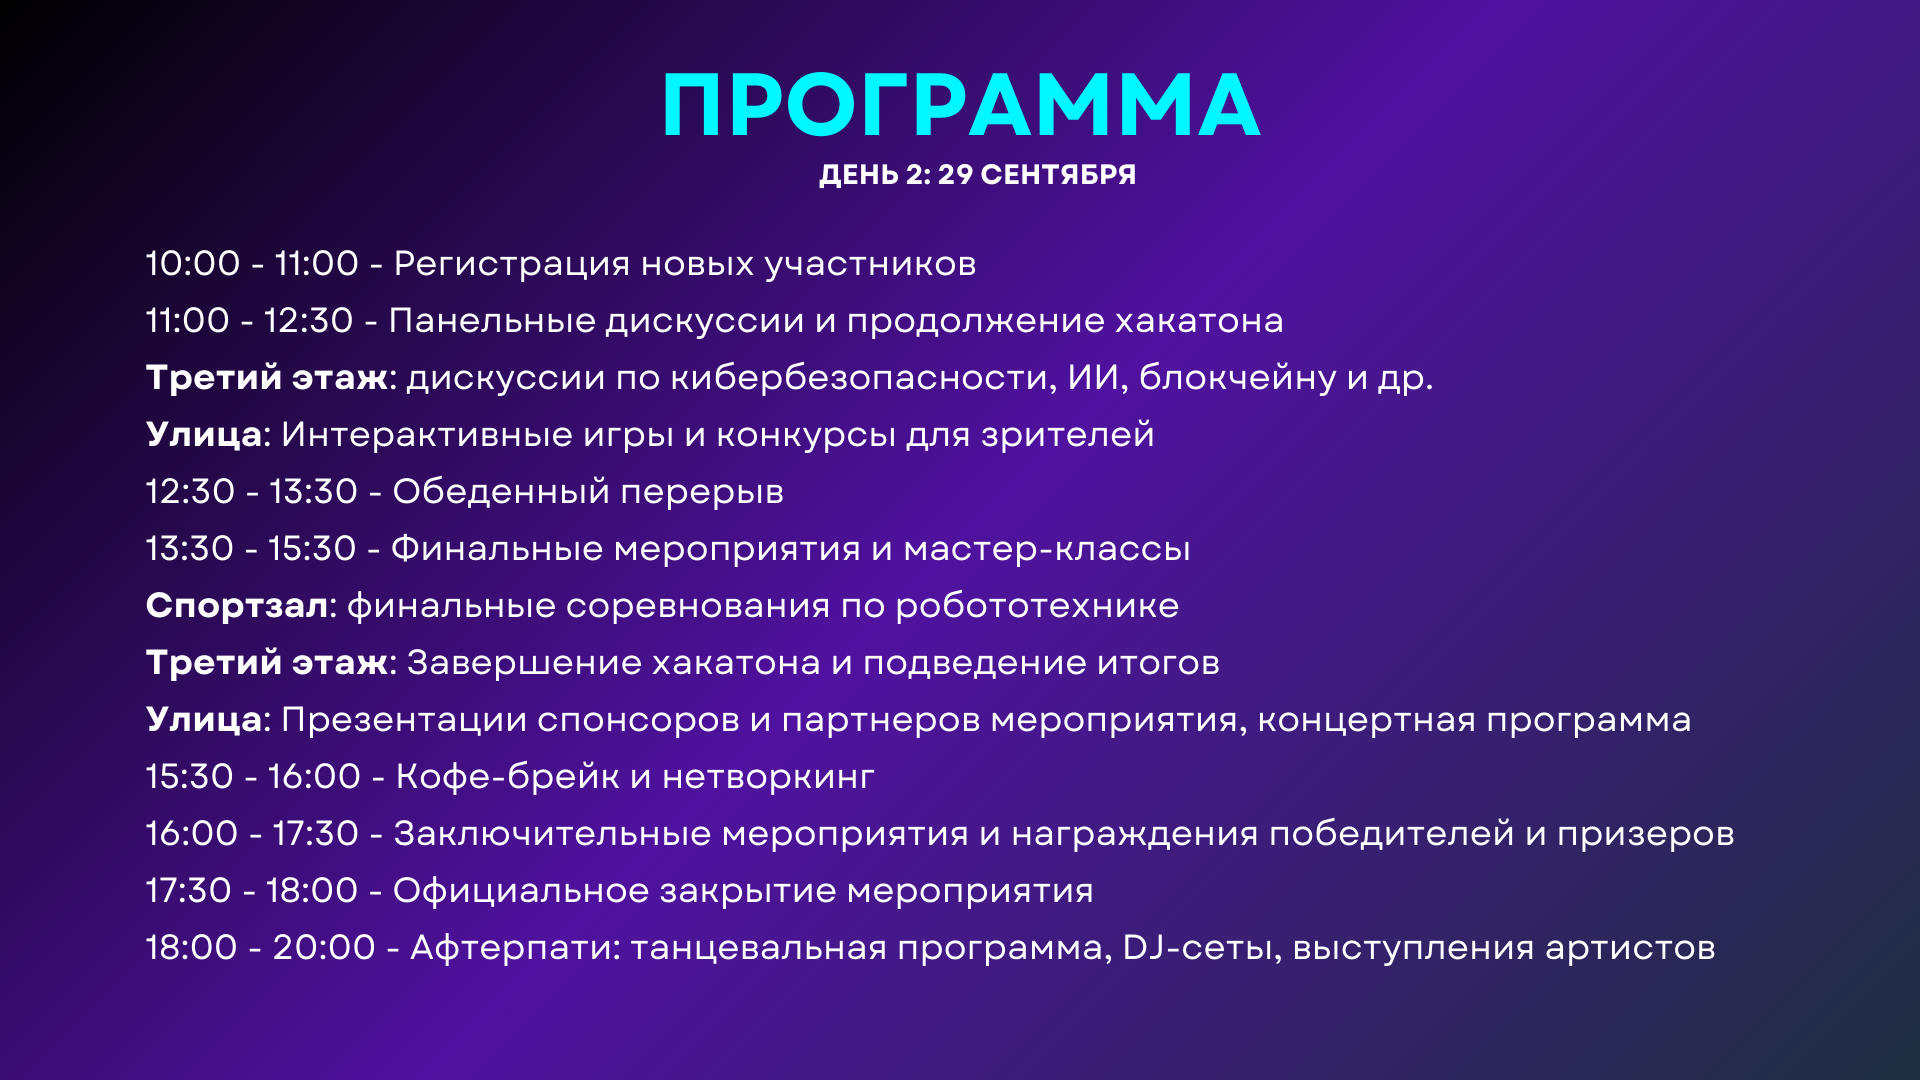 ПРОГРАММА
ДЕНЬ 2: 29 СЕНТЯБРЯ
10:00 - 11:00 - Регистрация новых участников
11:00 - 12:30 - Панельные дискуссии и продолжение хакатона
Третий этаж: дискуссии по кибербезопасности, ИИ, блокчейну и др.
Улица: Интерактивные игры и конкурсы для зрителей
12:30 - 13:30 - Обеденный перерыв
13:30 - 15:30 - Финальные мероприятия и мастер-классы
Спортзал: финальные соревнования по робототехнике
Третий этаж: Завершение хакатона и подведение итогов
Улица: Презентации спонсоров и партнеров мероприятия, концертная программа
15:30 - 16:00 - Кофе-брейк и нетворкинг
16:00 - 17:30 - Заключительные мероприятия и награждения победителей и призеров
17:30 - 18:00 - Официальное закрытие мероприятия
18:00 - 20:00 - Афтерпати: танцевальная программа, DJ-сеты, выступления артистов